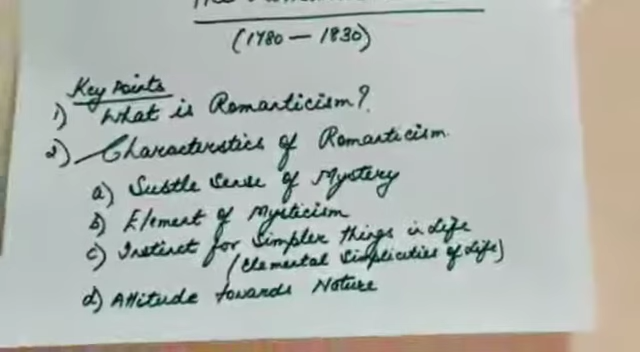 (1780 — 1830)
Key Points
1) What is Romanticism?
2) Characterstics of Romanticism.
a) Subtle Sense of Mystery
b) Element of Mysticism
c) Instinct for Simpler things in Life
(Elemental Simplicities of Life)
d) Attitude towards Nature